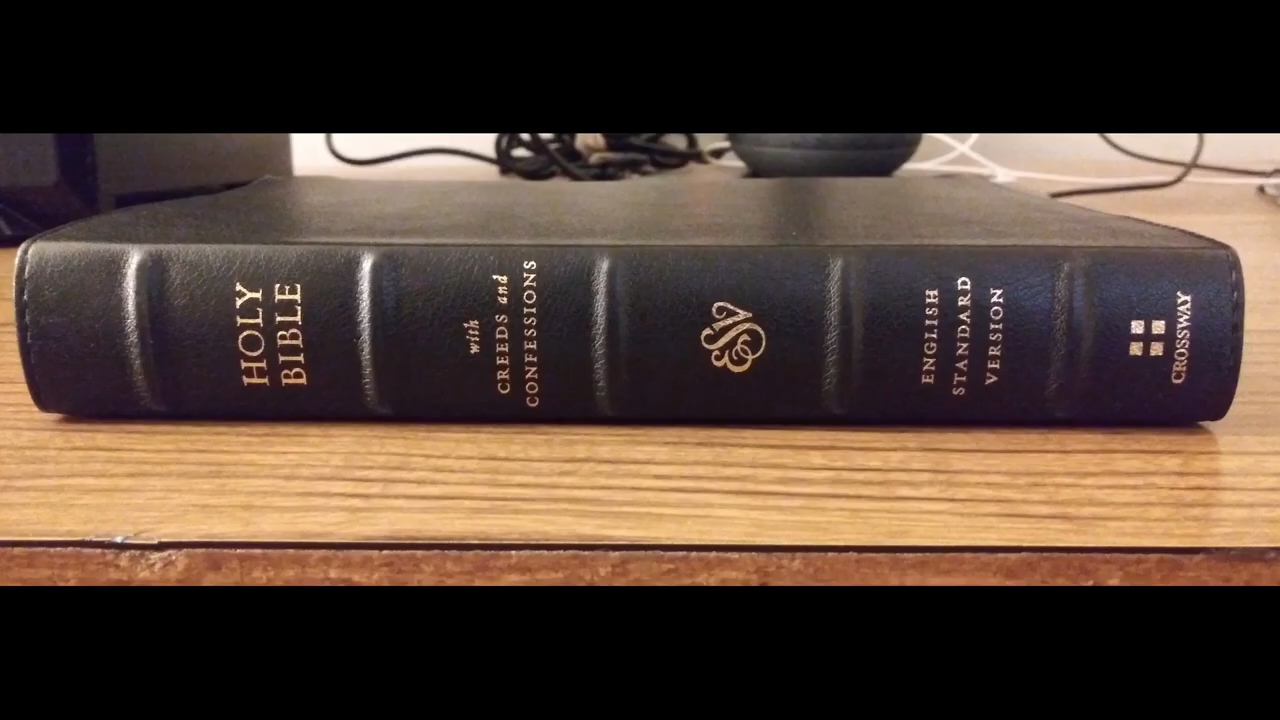 HOLY
BIBLE
with
CREEDS and
CONFESSIONS
ESV
ENGLISH
STANDARD
VERSION
CROSSWAY